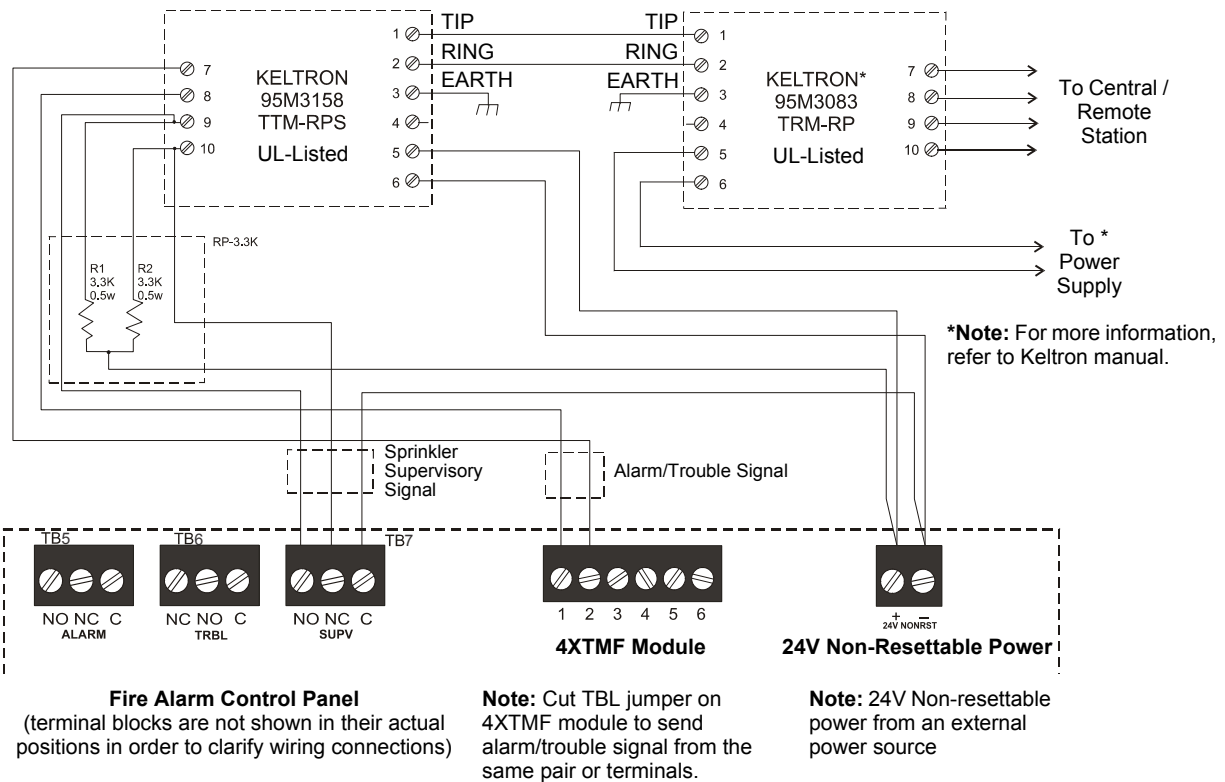 TIP
TIP
1
1
RING
RING
2
2
7
KELTRON
95M3158
TTM-RPS
EARTH
EARTH
KELTRON*
95M3083
TRM-RP
7
To Central /
Remote
Station
8
3
3
8
9
4
4
9
10
UL-Listed
5
5
UL-Listed
10
6
6
RP-3.3K
R1
3.3K
0.5w
R2
3.3K
0.5w
To *
Power
Supply
*Note: For more information,
refer to Keltron manual.
Sprinkler
Supervisory
Signal
Alarm/Trouble Signal
TB5
TB6
TB7
NO NC C
ALARM
NC NO C
TRBL
NO NC C
SUPV
1 2 3 4 5 6
4XTMF Module
+ −
24V NONRST
24V Non-Resettable Power
Fire Alarm Control Panel
(terminal blocks are not shown in their actual
positions in order to clarify wiring connections)
Note: Cut TBL jumper on
4XTMF module to send
alarm/trouble signal from the
same pair or terminals.
Note: 24V Non-resettable
power from an external
power source